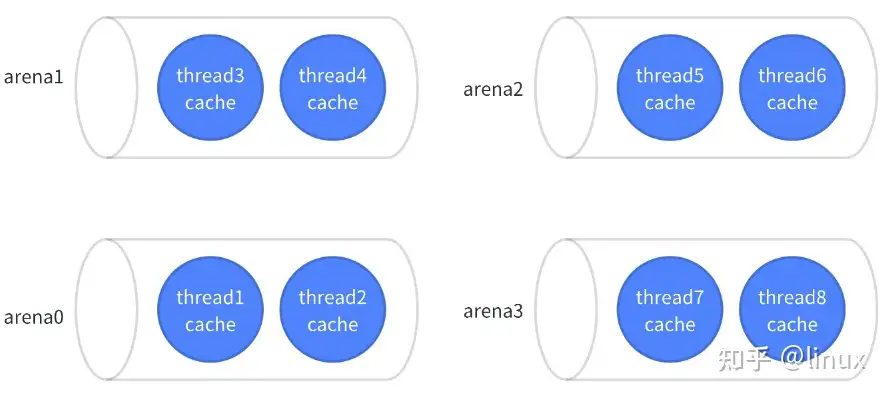 arena1
thread3
cache
thread4
cache
arena2
thread5
cache
thread6
cache
arena0
thread1
cache
thread2
cache
arena3
thread7
cache
thread8
cache
知乎 @linux